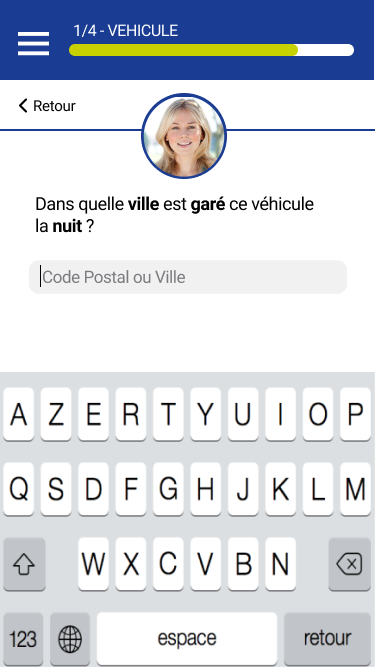 1/4 - VEHICULE
Retour
Dans quelle ville est garé ce véhicule
la nuit ?
Code Postal ou Ville
A Z E R T Y U I O P
Q S D F G H J K L M
W X C V B N
123 espace retour